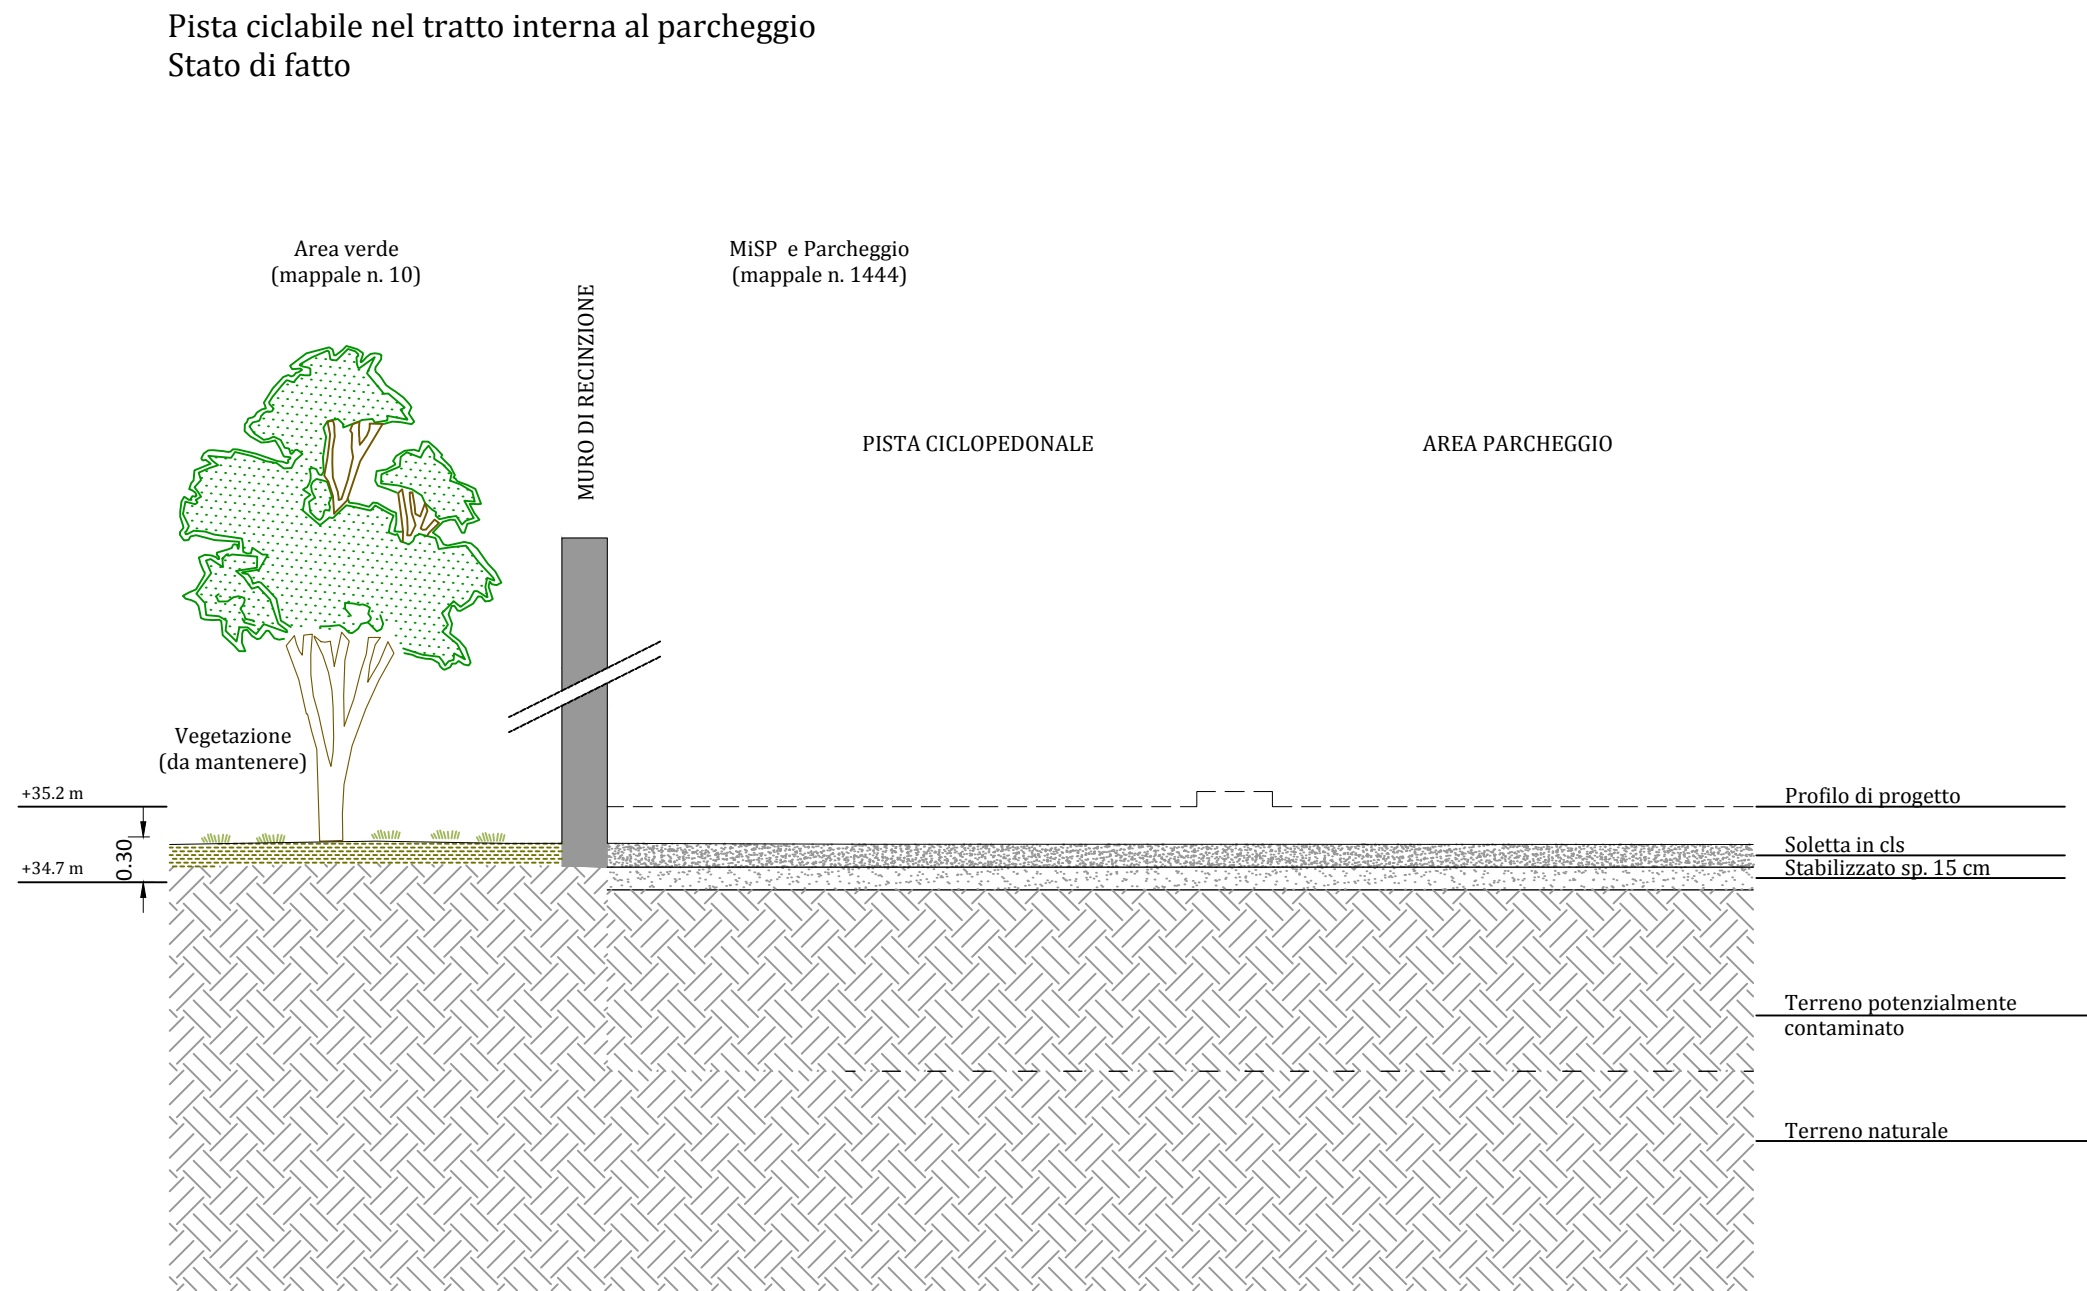 Pista ciclabile nel tratto interna al parcheggio
Stato di fatto
Area verde
(mappale n. 10)
MiSP e Parcheggio
(mappale n. 1444)
MURO DI RECINZIONE
PISTA CICLOPEDONALE
AREA PARCHEGGIO
Vegetazione
(da mantenere)
+35.2 m
0.30
+34.7 m
Profilo di progetto
Soletta in cls
Stabilizzato sp. 15 cm
Terreno potenzialmente
contaminato
Terreno naturale